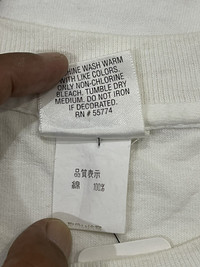 HINE WASH WARM
WITH LIKE COLORS.
ONLY NON-CHLORINE
BLEACH. TUMBLE DRY
MEDIUM. DO NOT IRON
IF DECORATED.
RN # 55774
品質表示
綿 100%